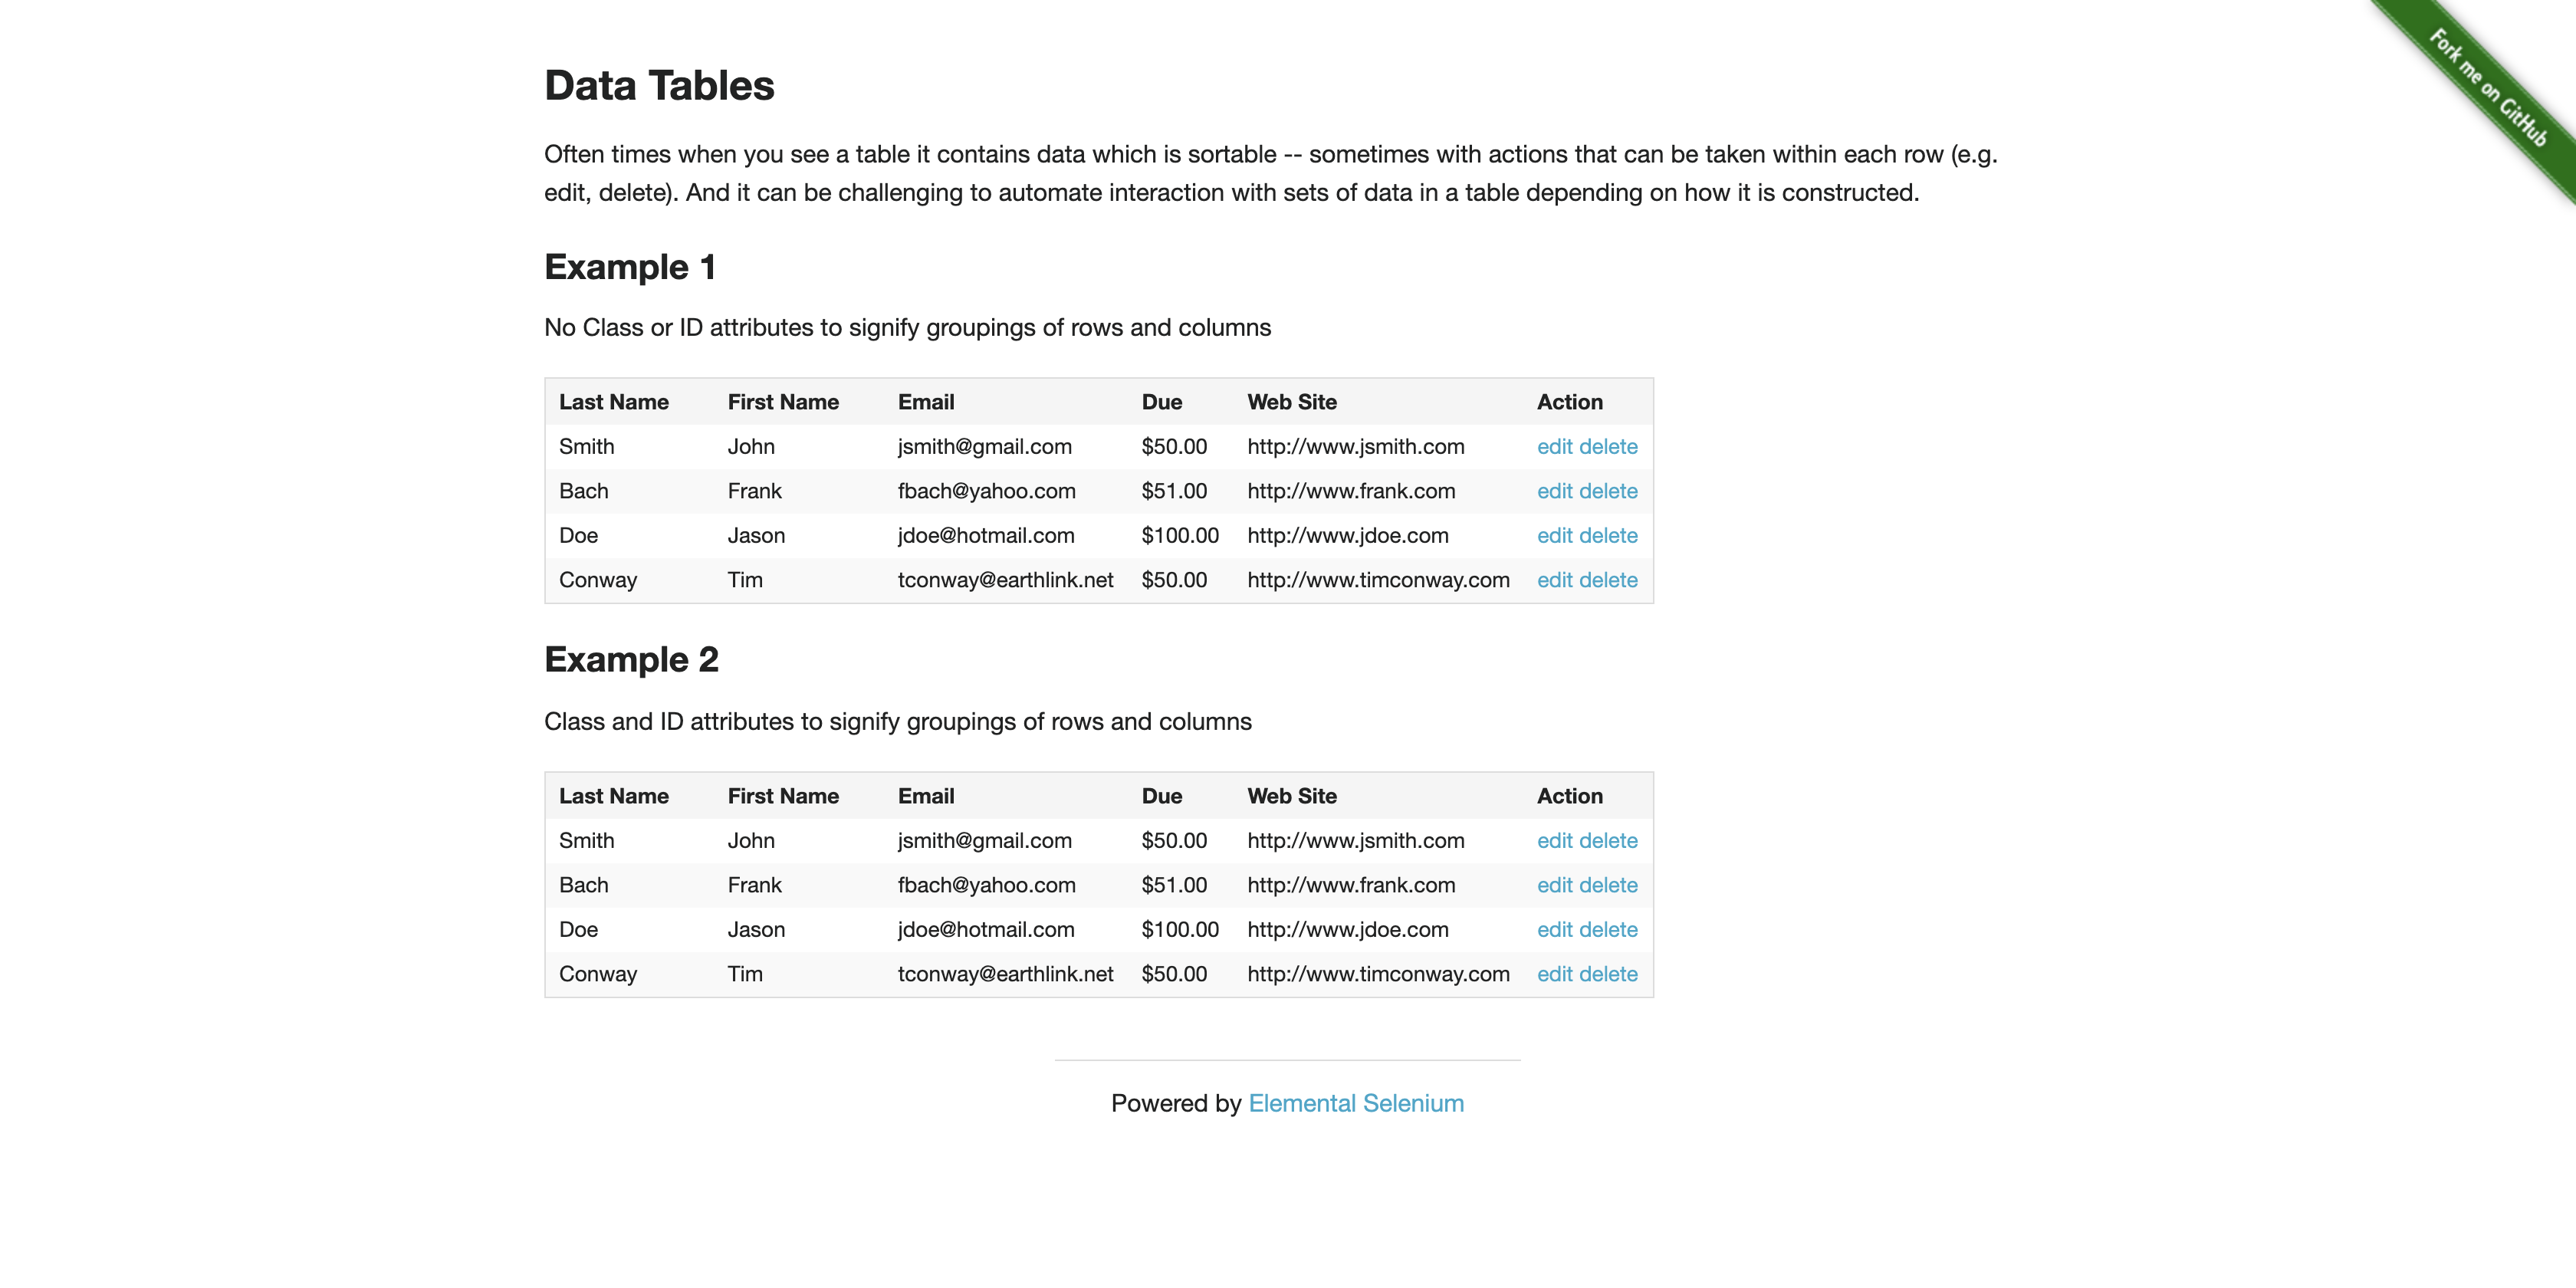 Fork me on GitHub
Data Tables
Often times when you see a table it contains data which is sortable -- sometimes with actions that can be taken within each row (e.g.
edit, delete). And it can be challenging to automate interaction with sets of data in a table depending on how it is constructed.
Example 1
No Class or ID attributes to signify groupings of rows and columns
Last Name First Name Email Due Web Site Action
Smith John jsmith@gmail.com $50.00 http://www.jsmith.com edit delete
Bach Frank fbach@yahoo.com $51.00 http://www.frank.com edit delete
Doe Jason jdoe@hotmail.com $100.00 http://www.jdoe.com edit delete
Conway Tim tconway@earthlink.net $50.00 http://www.timconway.com edit delete
Example 2
Class and ID attributes to signify groupings of rows and columns
Last Name First Name Email Due Web Site Action
Smith John jsmith@gmail.com $50.00 http://www.jsmith.com edit delete
Bach Frank fbach@yahoo.com $51.00 http://www.frank.com edit delete
Doe Jason jdoe@hotmail.com $100.00 http://www.jdoe.com edit delete
Conway Tim tconway@earthlink.net $50.00 http://www.timconway.com edit delete
Powered by Elemental Selenium